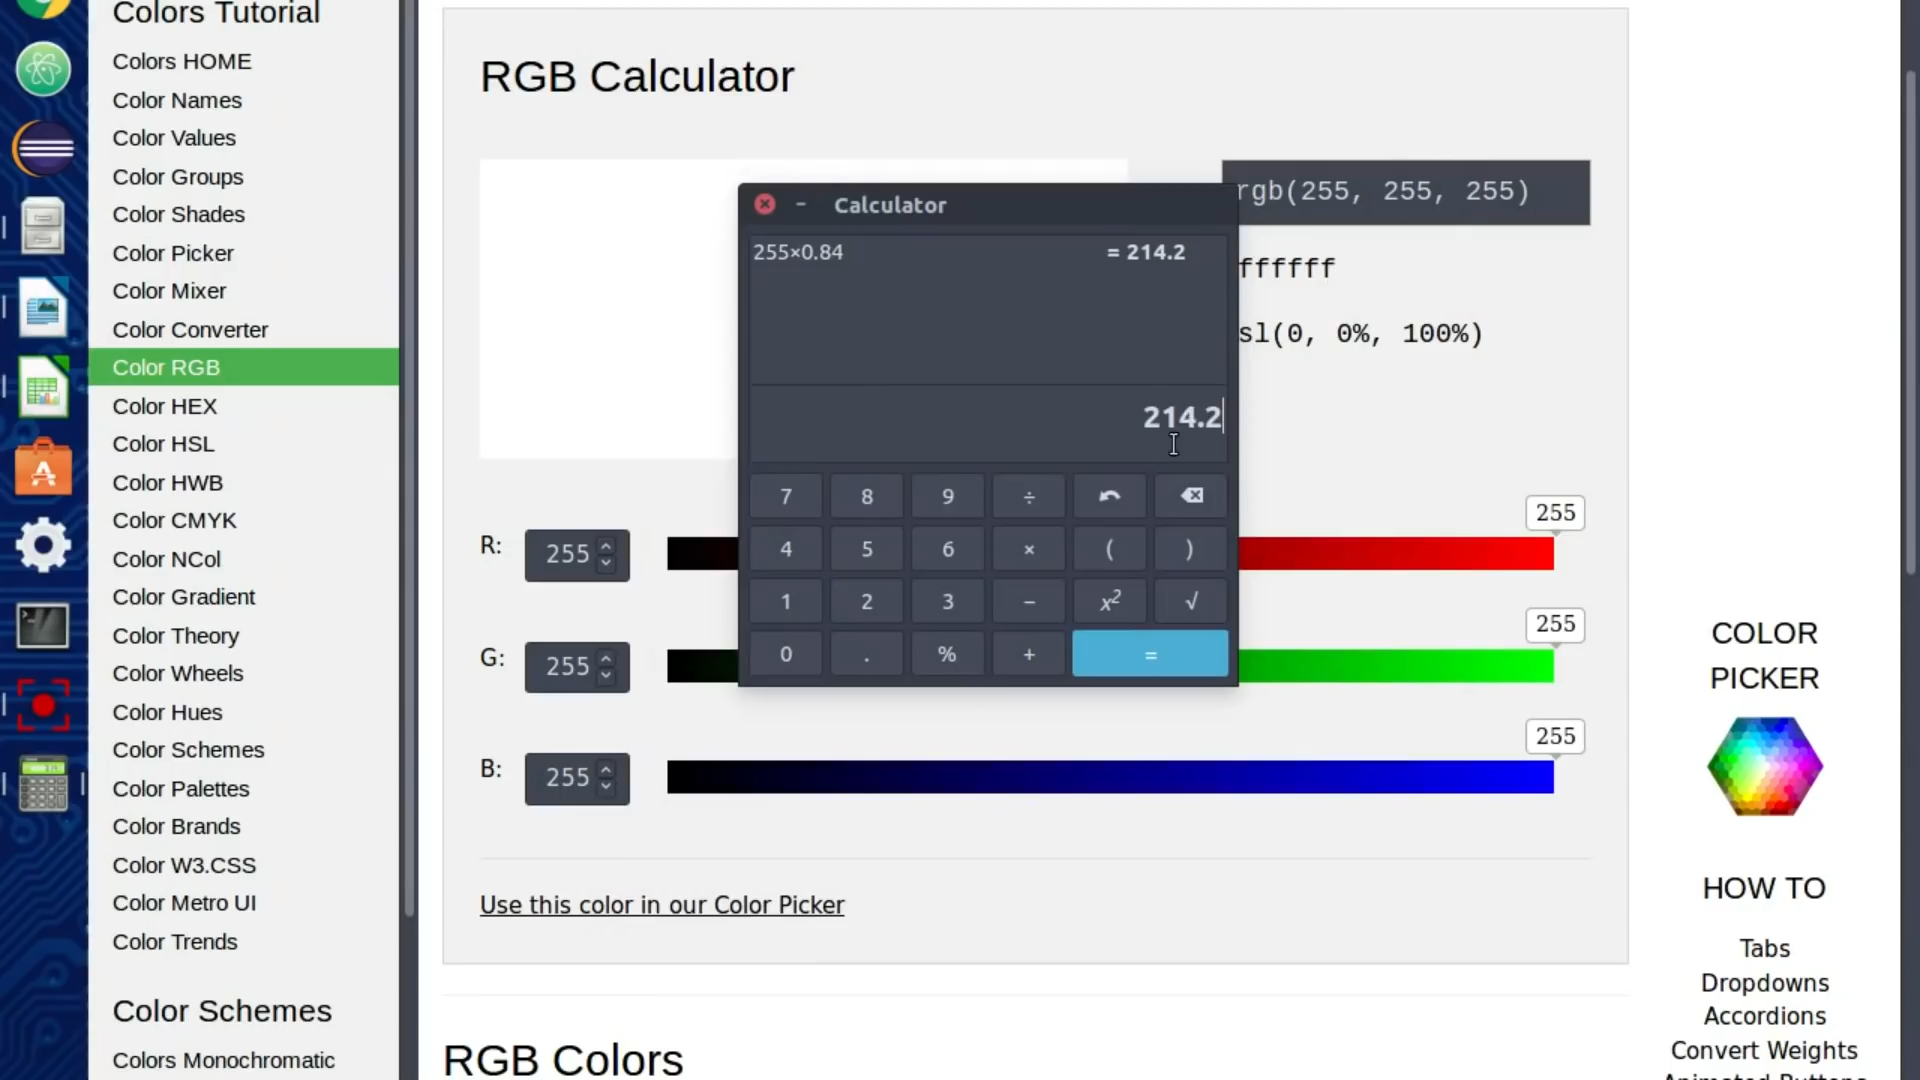 Colors Tutorial
Colors HOME
Color Names
Color Values
Color Groups
Color Shades
Color Picker
Color Mixer
Color Converter
Color RGB
Color HEX
Color HSL
Color HWB
Color CMYK
Color NCol
Color Gradient
Color Theory
Color Wheels
Color Hues
Color Schemes
Color Palettes
Color Brands
Color W3.CSS
Color Metro UI
Color Trends
Color Schemes
Colors Monochromatic
RGB Calculator
rgb(255, 255, 255)
ffffff
sl(0, 0%, 100%)
Calculator
255×0.84 = 214.2
214.2
7 8 9 ÷
4 5 6 × ( )
1 2 3 − x² √
0 . % + =
255
R: 255
255
G: 255
255
B: 255
Use this color in our Color Picker
RGB Colors
COLOR
PICKER
HOW TO
Tabs
Dropdowns
Accordions
Convert Weights
Animated Buttons